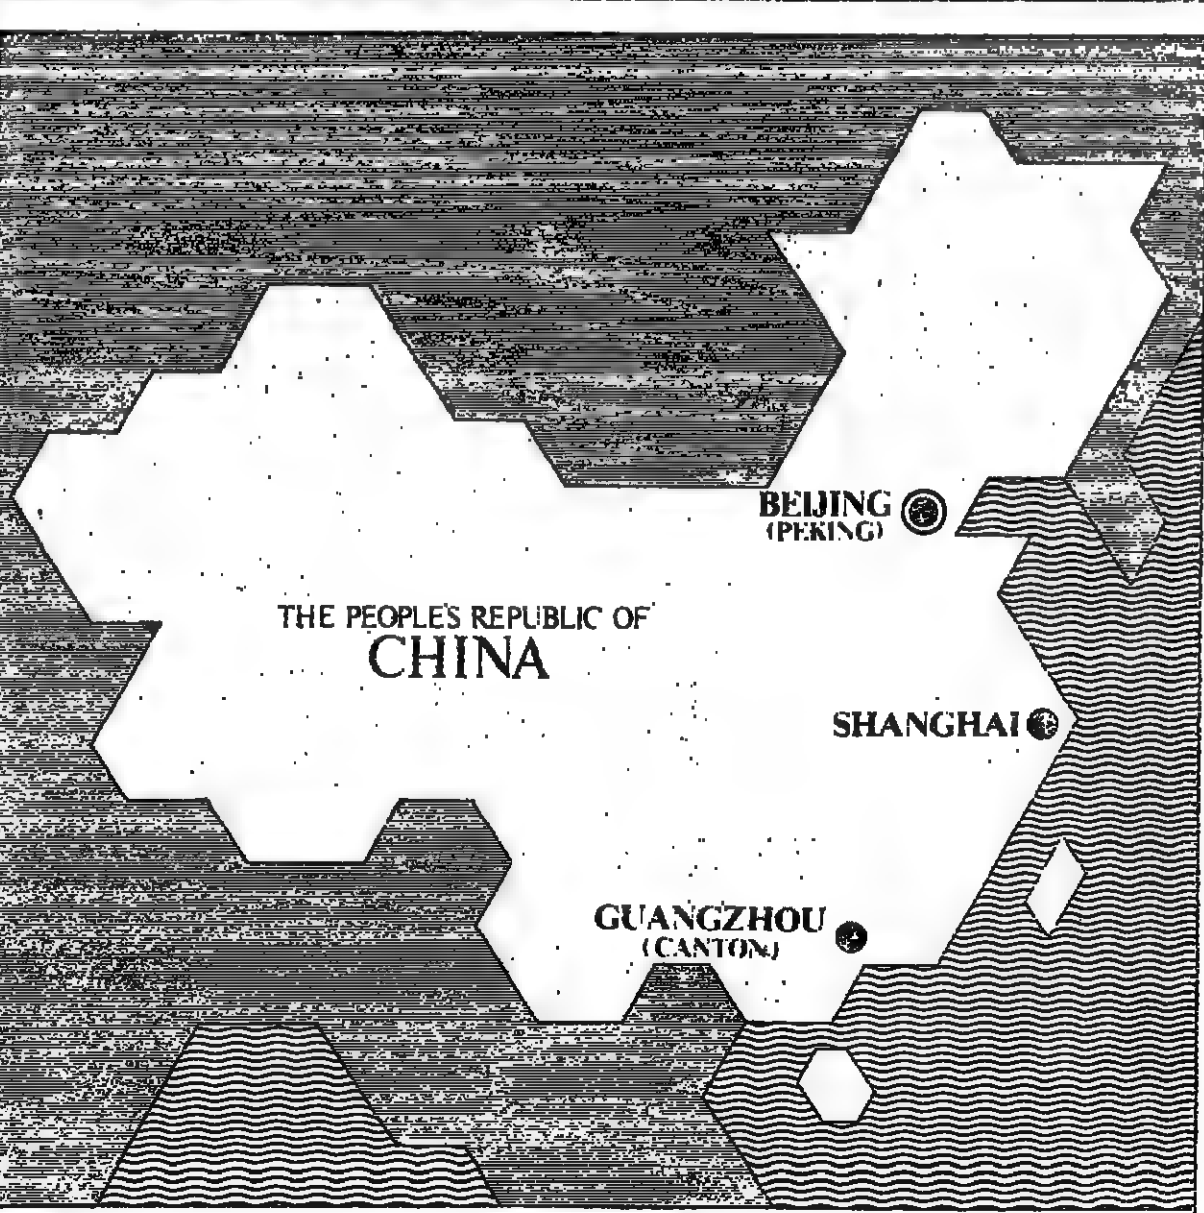 BEIJING
(PEKING)
THE PEOPLE'S REPUBLIC OF
CHINA
SHANGHAI
GUANGZHOU
(CANTON)